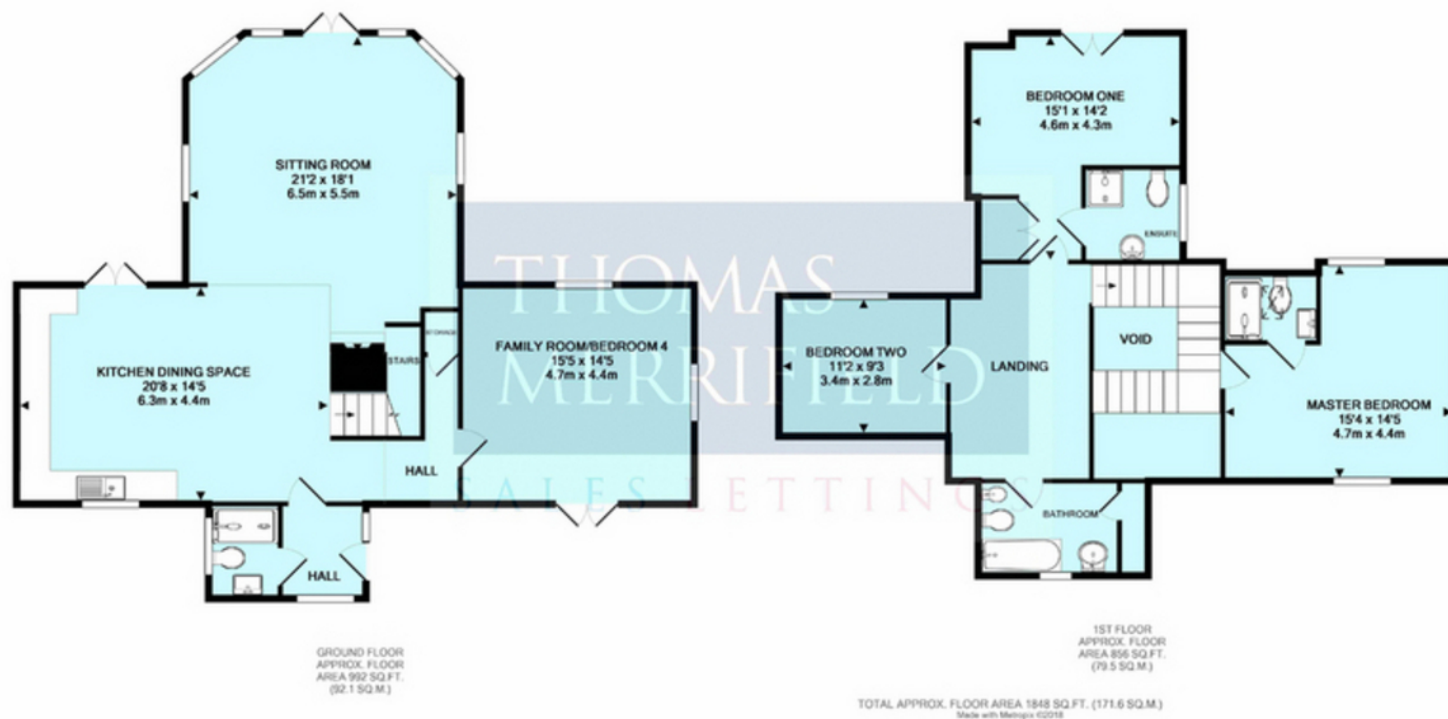 SITTING ROOM
21'2 x 18'1
6.5m x 5.5m
KITCHEN DINING SPACE
20'8 x 14'5
6.3m x 4.4m
STAIRS
STORAGE
FAMILY ROOM/BEDROOM 4
15'5 x 14'5
4.7m x 4.4m
HALL
HALL
GROUND FLOOR
APPROX. FLOOR
AREA 992 SQ.FT.
(92.1 SQ.M.)
THOMAS
MERRIFIELD
SALES LETTINGS
BEDROOM ONE
15'1 x 14'2
4.6m x 4.3m
ENSUITE
BEDROOM TWO
11'2 x 9'3
3.4m x 2.8m
LANDING
VOID
MASTER BEDROOM
15'4 x 14'5
4.7m x 4.4m
BATHROOM
1ST FLOOR
APPROX. FLOOR
AREA 856 SQ.FT.
(79.5 SQ.M.)
TOTAL APPROX. FLOOR AREA 1848 SQ.FT. (171.6 SQ.M.)
Made with Metropix ©2018